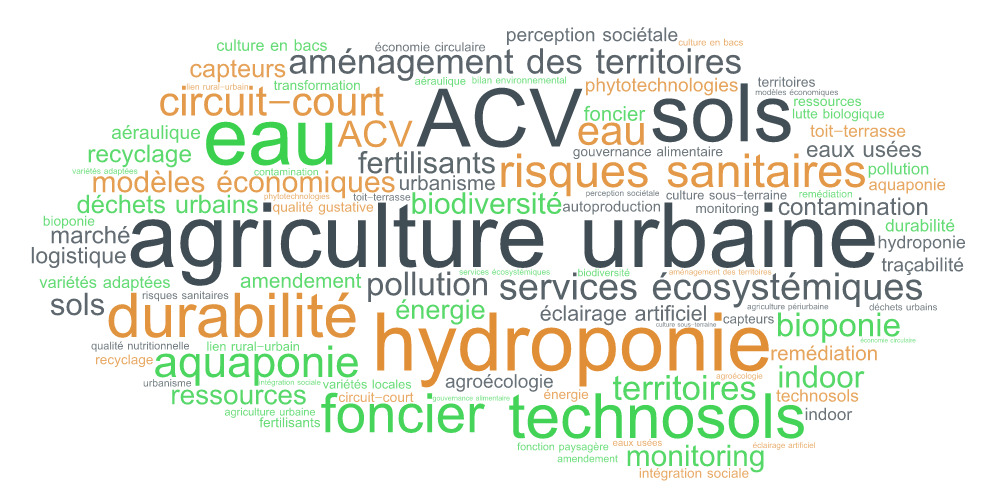 perception sociétale
culture en bacs
culture en bacs
économie circulaire
aménagement des territoires
capteurs
aéraulique
bilan environnemental
phytotechnologies
territoires
lien rural-urbain
transformation
modèles économiques
circuit-court
ACV
sols
ressources
foncier
lutte biologique
aéraulique
eau
ACV
eau
toit-terrasse
recyclage
fertilisants
gouvernance alimentaire
eaux usées
variétés adaptées
contamination
risques sanitaires
pollution
modèles économiques
urbanisme
aquaponie
phytotechnologies
toit-terrasse
perception sociétale
culture sous-terraine
remédiation
déchets urbains
qualité gustative
biodiversité
autoproduction
monitoring
contamination
bioponie
marché
agriculture urbaine
durabilité
logistique
hydroponie
traçabilité
variétés adaptées
amendement
services écosystémiques
biodiversité
aménagement des territoires
pollution
services écosystémiques
sols
risques sanitaires
durabilité
énergie
éclairage artificiel
agriculture périurbaine
déchets urbains
capteurs
culture sous-terraine
bioponie
qualité nutritionnelle
lien rural-urbain
hydroponie
économie circulaire
recyclage
aquaponie
remédiation
urbanisme
intégration sociale
variétés locales
agroécologie
agroécologie
indoor
ressources
circuit-court
gouvernance alimentaire
énergie
territoires
technosols
agriculture urbaine
foncier
technosols
indoor
fertilisants
fonction paysagère
eaux usées
éclairage artificiel
amendement
monitoring
intégration sociale